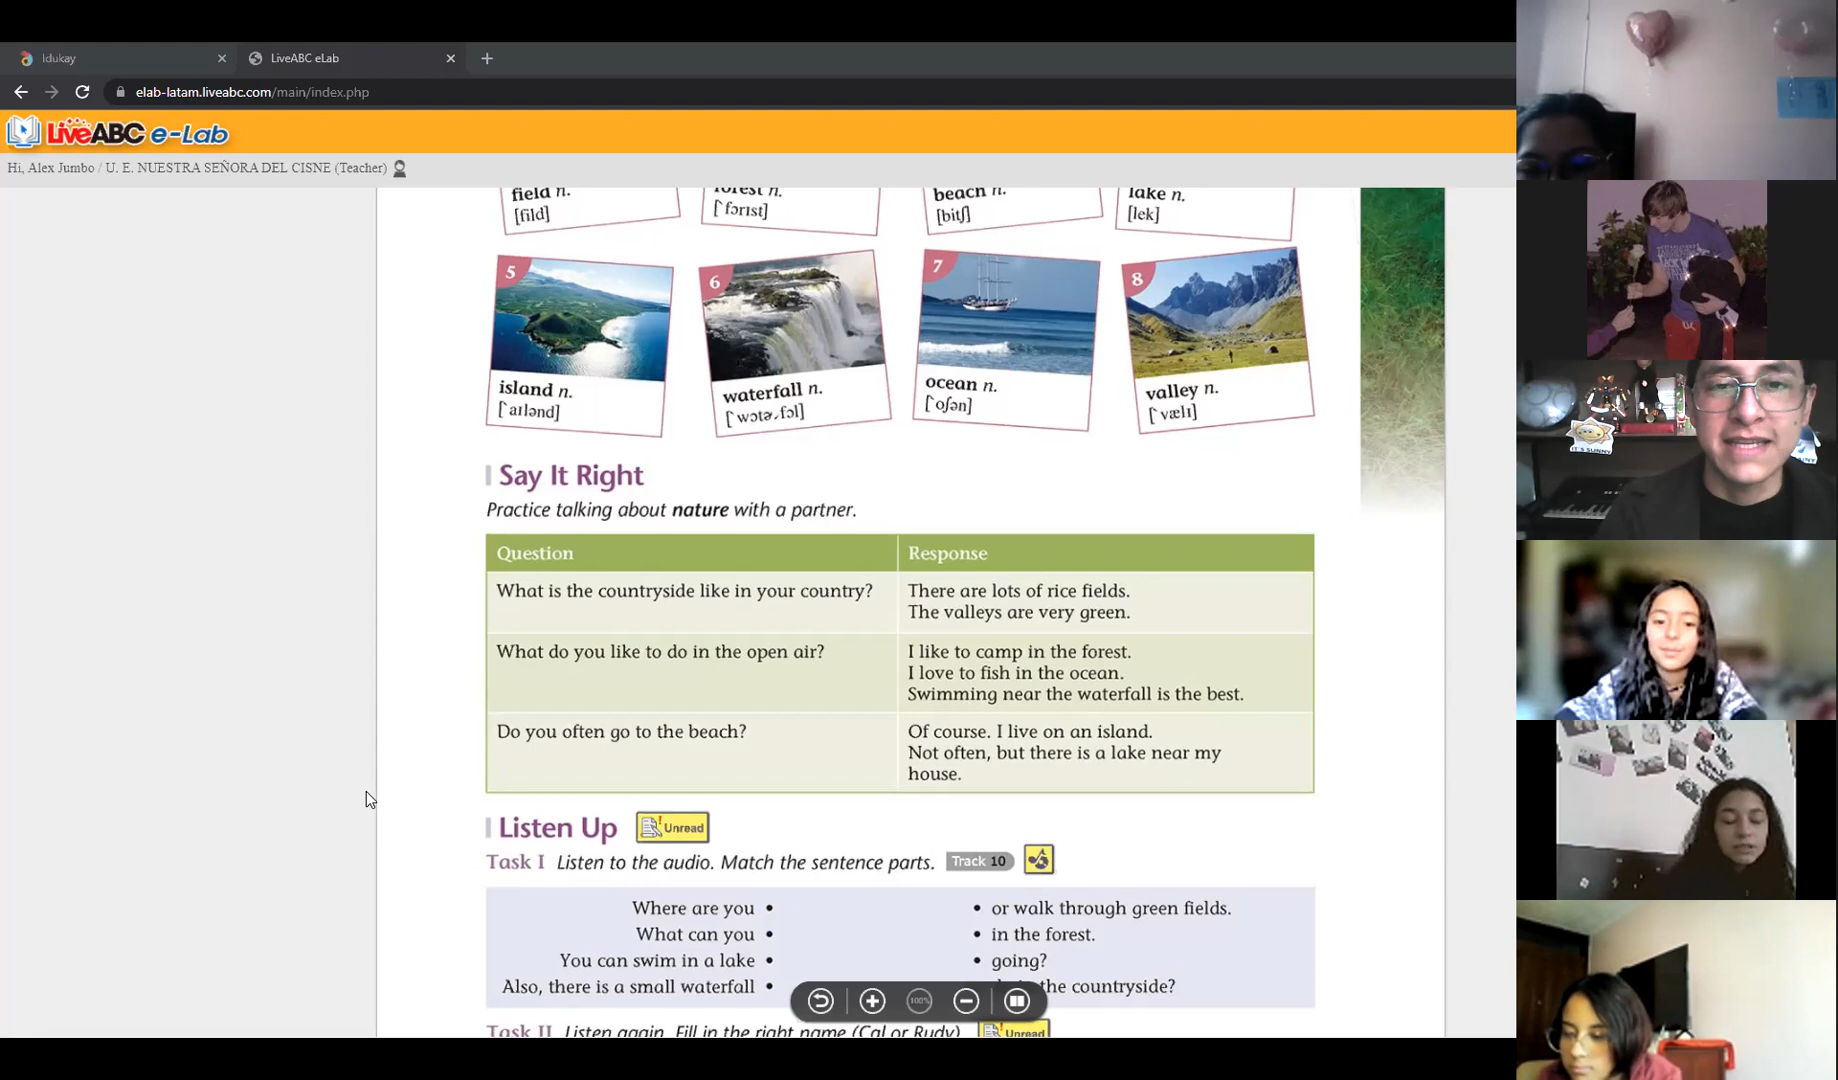 Idukay
LiveABC eLab
elab-latam.liveabc.com/main/index.php
LiveABC e-Lab
Hi, Alex Jumbo / U. E. NUESTRA SEÑORA DEL CISNE (Teacher)
field n.
[fild]
forest n.
[ˋfɔrɪst]
beach n.
[bitʃ]
lake n.
[lek]
5
island n.
[ˋaɪlənd]
6
waterfall n.
[ˋwɔtɚˏfɔl]
7
ocean n.
[ˋoʃən]
8
valley n.
[ˋvælɪ]
Say It Right
Practice talking about nature with a partner.
Question
Response
What is the countryside like in your country?
There are lots of rice fields.
The valleys are very green.
What do you like to do in the open air?
I like to camp in the forest.
I love to fish in the ocean.
Swimming near the waterfall is the best.
Do you often go to the beach?
Of course. I live on an island.
Not often, but there is a lake near my
house.
Listen Up
Unread
Task I Listen to the audio. Match the sentence parts. Track 10
Where are you • • or walk through green fields.
What can you • • in the forest.
You can swim in a lake • • going?
Also, there is a small waterfall • the countryside?
100%
Task II Listen again. Fill in the right name (Cal or Rudy).
Unread
IT'S SUNNY